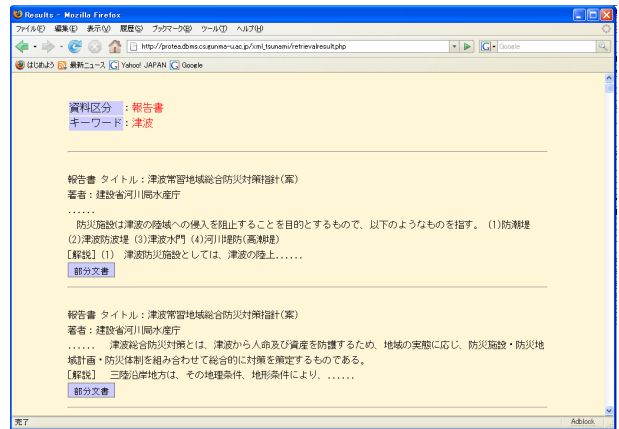 Results - Mozilla Firefox
ファイル(F) 編集(E) 表示(V) 履歴(S) ブックマーク(B) ツール(T) ヘルプ(H)
http://protea.dbms.cs.gunma-u.ac.jp/xml_tsunami/retrievalresult.php
G Google
はじめよう 最新ニュース Yahoo! JAPAN Google
資料区分 : 報告書
キーワード : 津波
報告書 タイトル：津波常習地域総合防災対策指針(案)
著者：建設省河川局水産庁
......
防災施設は津波の陸域への侵入を阻止することを目的とするもので、以下のようなものを指す。 (1)防潮堤
(2)津波防波堤 (3)津波水門 (4)河川堤防(高潮堤)
[解説] (1) 津波防災施設としては、津波の陸上......
部分文書
報告書 タイトル：津波常習地域総合防災対策指針(案)
著者：建設省河川局水産庁
...... 津波総合防災対策とは、津波から人命及び資産を防護するため、地域の実態に応じ、防災施設・防災地
域計画・防災体制を組み合わせて総合的に対策を策定するものである。
[解説] 三陸沿岸地方は、その地理条件、地形条件により、......
部分文書
完了
Adblock